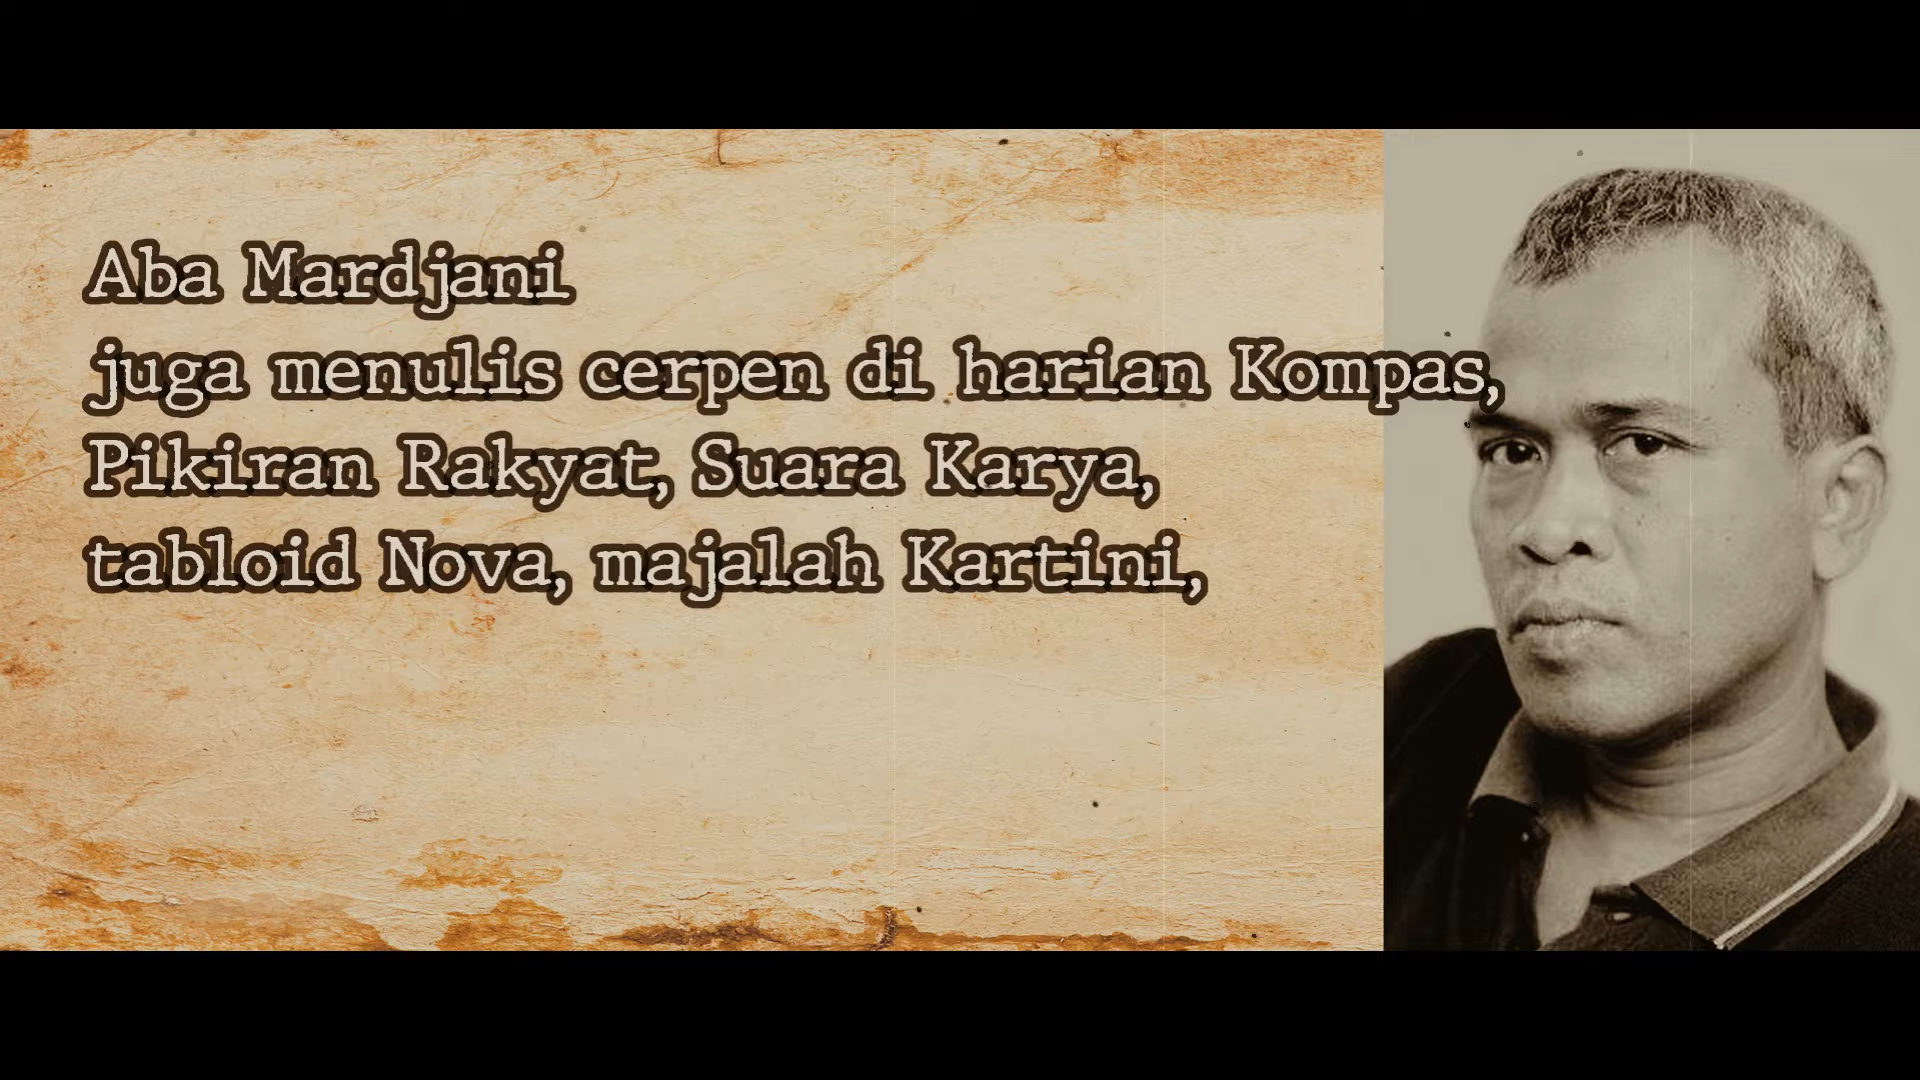 Aba Mardjani
juga menulis cerpen di harian Kompas,
Pikiran Rakyat, Suara Karya,
tabloid Nova, majalah Kartini,